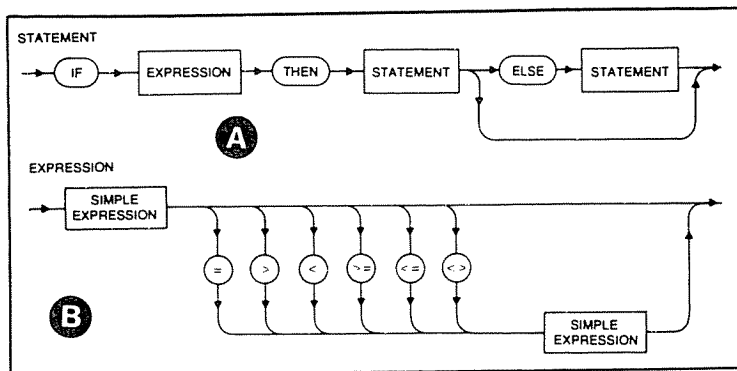 STATEMENT
IF EXPRESSION THEN STATEMENT ELSE STATEMENT
A
EXPRESSION
SIMPLE
EXPRESSION
= > < >= <= <>
B
SIMPLE
EXPRESSION